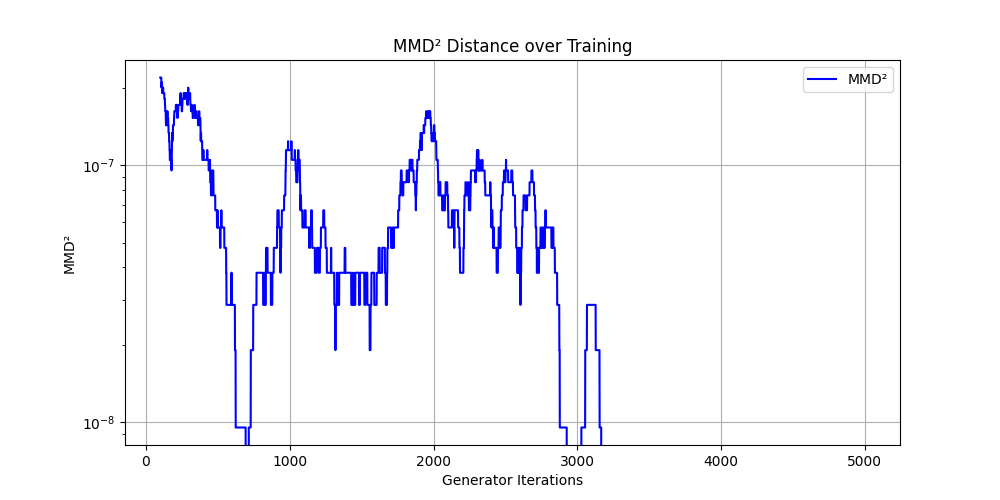 MMD² Distance over Training
MMD²
10⁻⁷
10⁻⁸
MMD²
0 1000 2000 3000 4000 5000
Generator Iterations